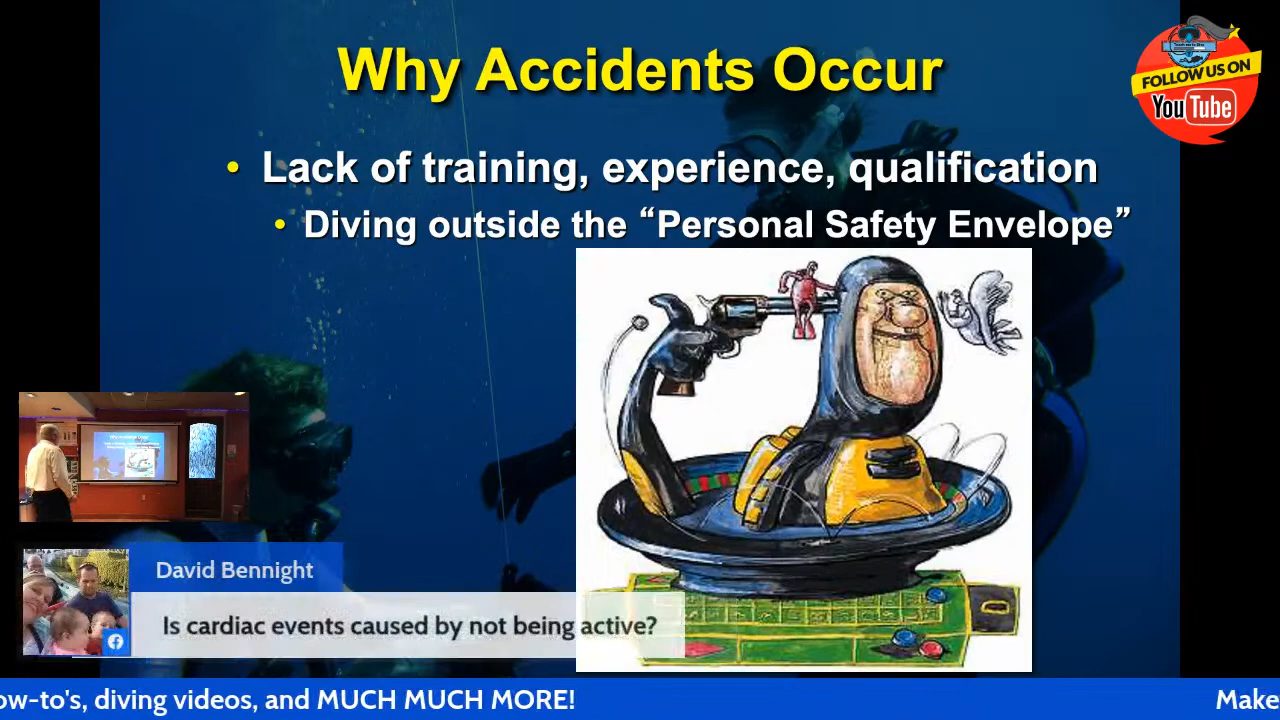 Why Accidents Occur
FOLLOW US ON
YouTube
• Lack of training, experience, qualification
• Diving outside the “Personal Safety Envelope”
David Bennight
Is cardiac events caused by not being active?
ow-to's, diving videos, and MUCH MUCH MORE!
Make